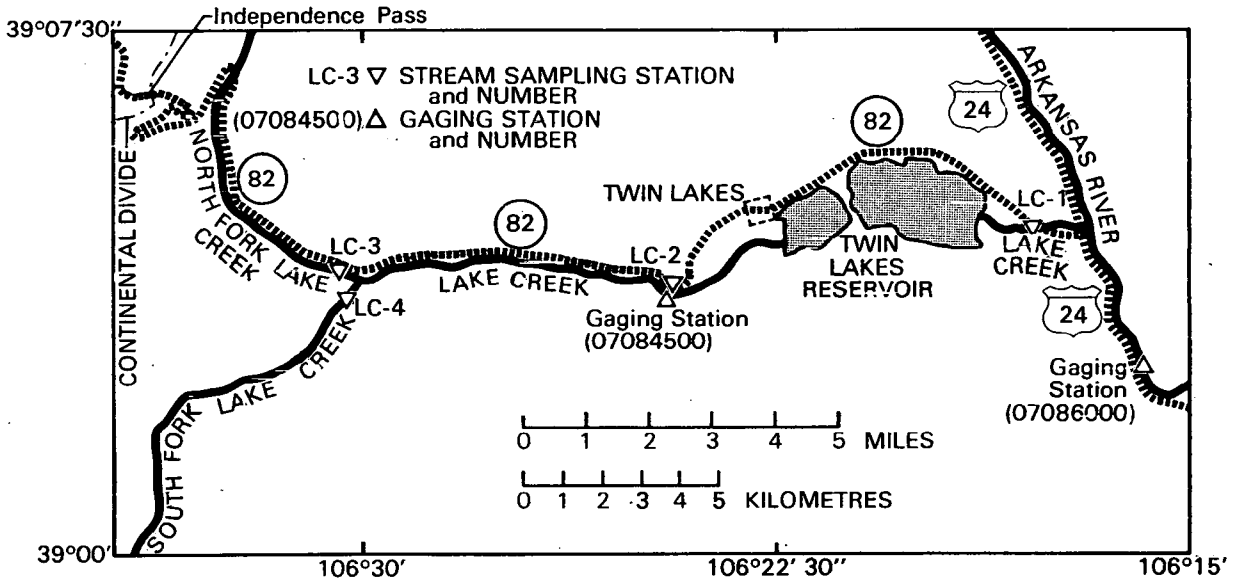 Independence Pass
39°07'30"
LC-3 ▽ STREAM SAMPLING STATION
and NUMBER
(07084500) △ GAGING STATION
and NUMBER
24
ARKANSAS RIVER
82
CONTINENTAL DIVIDE
NORTH FORK LAKE
CREEK
82
TWIN LAKES
LC-1
82
LC-3
LC-2
TWIN
LAKES
RESERVOIR
LAKE
CREEK
LAKE CREEK
LC-4
Gaging Station
(07084500)
24
Gaging
Station
(07086000)
SOUTH FORK LAKE CREEK
0 1 2 3 4 5 MILES
0 1 2 3 4 5 KILOMETRES
39°00'
106°30'
106°22' 30"
106°15'